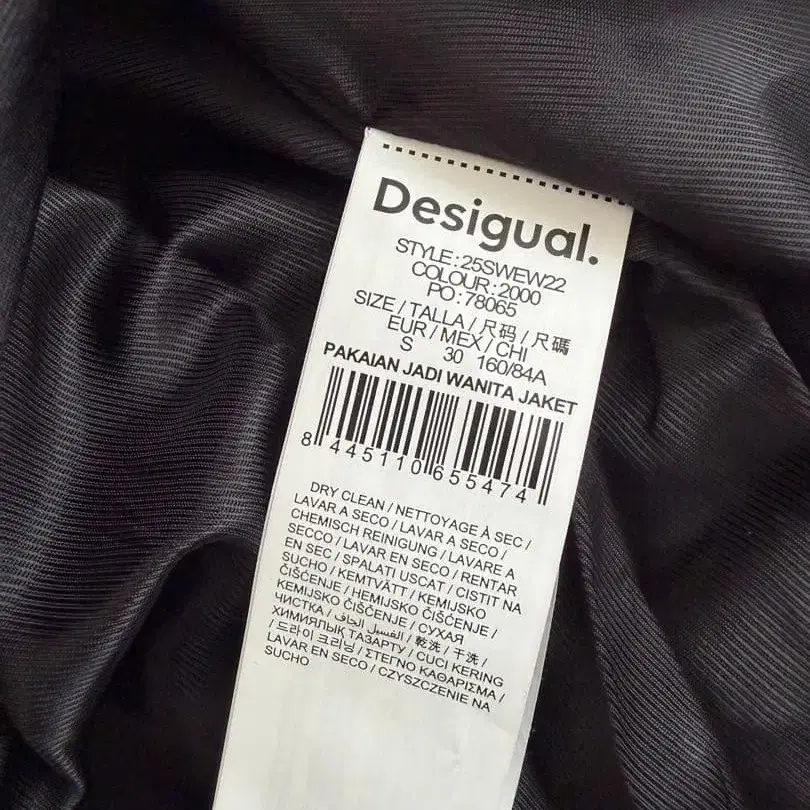 Desigual.
STYLE:25SWEW22
COLOUR:2000
PO:78065
SIZE/TALLA/尺码/尺碼
EUR/MEX/CHI
S 30 160/84A
PAKAIAN JADI WANITA JAKET
8 445110 655474
DRY CLEAN / NETTOYAGE À SEC /
LAVAR A SECO / LAVAR A SECO /
CHEMISCH REINIGUNG / LAVARE A
SECCO / LAVAR EN SECO / RENTAR
EN SEC / SPALATI USCAT / CISTIT NA
SUCHO / KEMTVÄTT / KEMIJSKO
ČIŠĆENJE / HEMIJSKO ČIŠĆENJE /
KEMIJSKO ČIŠČENJE / СУХАЯ
ЧИСТКА / الغسيل الجاف / 乾洗 / 干洗 /
ХИМИЯЛЫҚ ТАЗАРТУ / CUCI KERING
/ 드라이 크리닝 / ΣΤΕΓΝΟ ΚΑΘΑΡΙΣΜΑ /
LAVAR EN SECO / CZYSZCZENIE NA
SUCHO